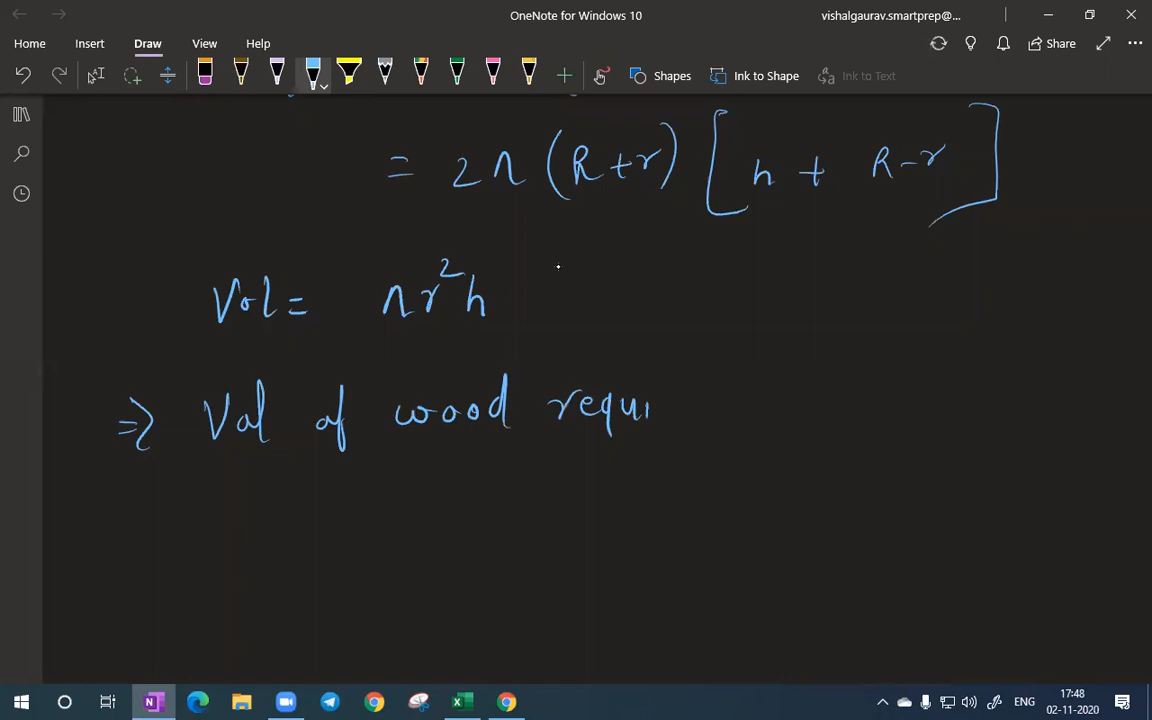 OneNote for Windows 10
vishalgaurav.smartprep@...
Home Insert Draw View Help
Share
Shapes Ink to Shape Ink to Text
= 2π (R+r) [h + R-r]
Vol = πr²h
⇒ Vol of wood requi
17:48
ENG
02-11-2020